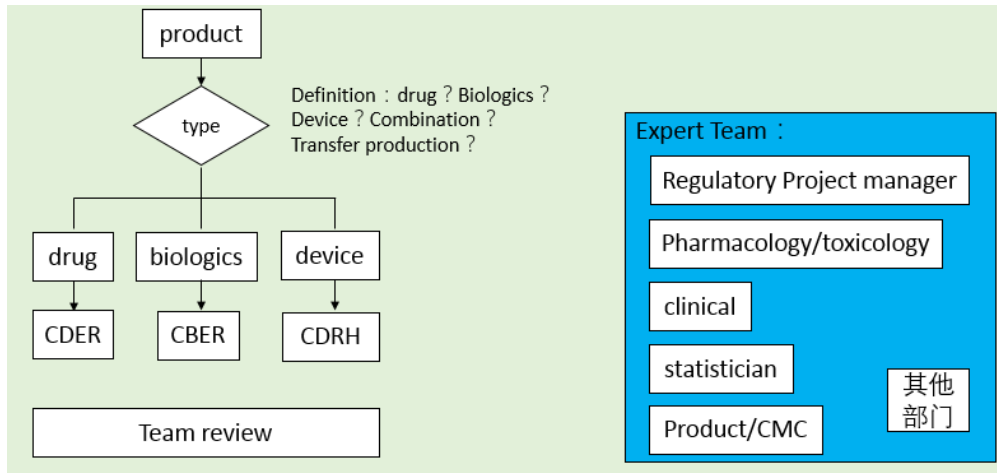 product
type
Definition：drug？Biologics？
Device？Combination？
Transfer production？
drug
biologics
device
CDER
CBER
CDRH
Team review
Expert Team：
Regulatory Project manager
Pharmacology/toxicology
clinical
statistician
Product/CMC
其他
部门